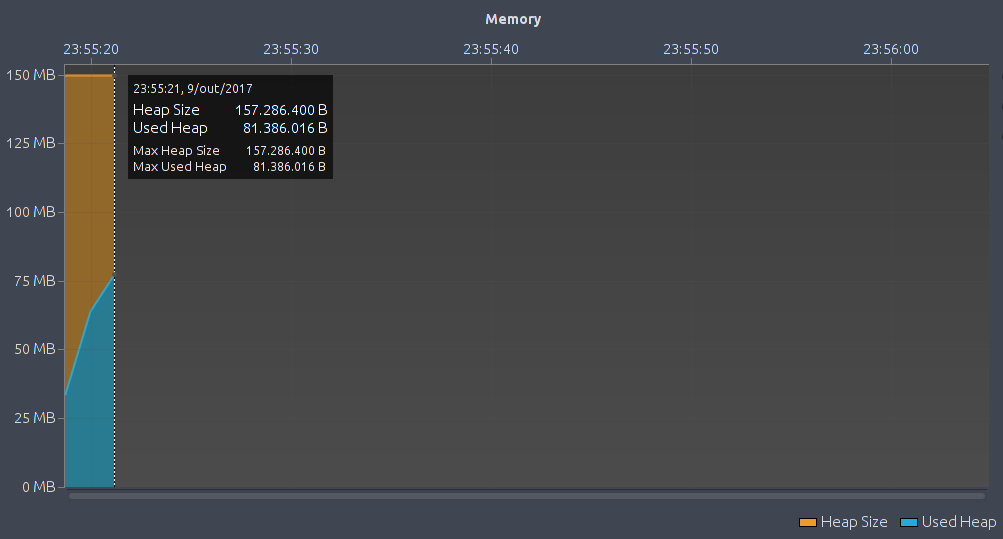 Memory
23:55:20 23:55:30 23:55:40 23:55:50 23:56:00
150 MB
23:55:21, 9/out/2017
Heap Size 157.286.400 B
Used Heap 81.386.016 B
Max Heap Size 157.286.400 B
Max Used Heap 81.386.016 B
125 MB
100 MB
75 MB
50 MB
25 MB
0 MB
Heap Size Used Heap